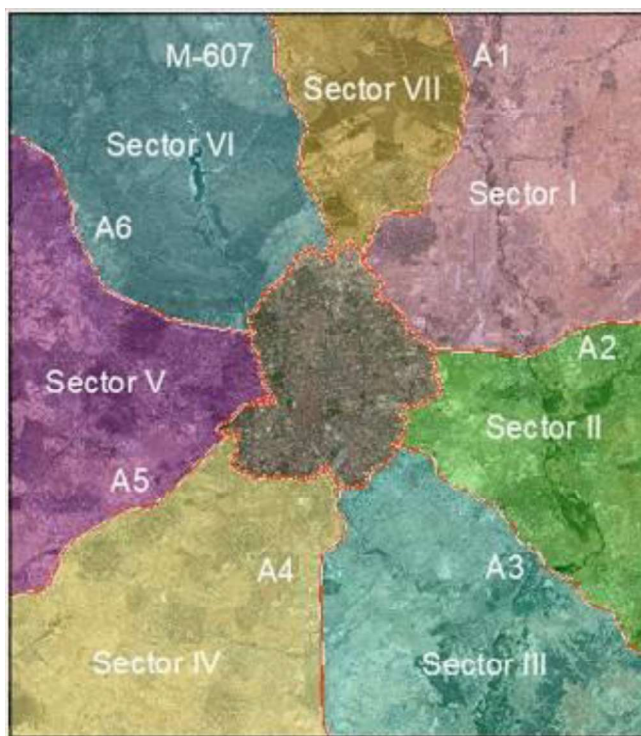 M-607
A1
Sector VII
Sector VI
Sector I
A6
A2
Sector V
Sector II
A5
A4
A3
Sector IV
Sector III